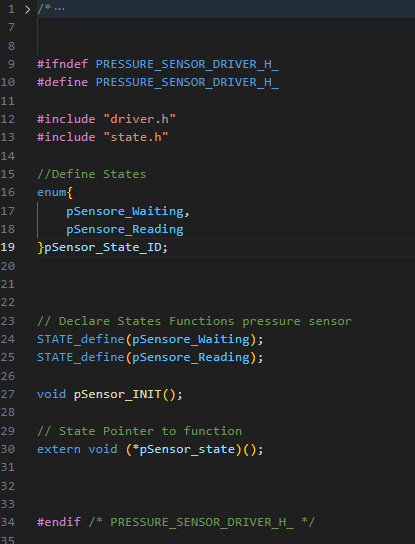 1 > /* ···
7
8
9 #ifndef PRESSURE_SENSOR_DRIVER_H_
10 #define PRESSURE_SENSOR_DRIVER_H_
11
12 #include "driver.h"
13 #include "state.h"
14
15 //Define States
16 enum{
17     pSensore_Waiting,
18     pSensore_Reading
19 }pSensor_State_ID;
20
21
22
23 // Declare States Functions pressure sensor
24 STATE_define(pSensore_Waiting);
25 STATE_define(pSensore_Reading);
26
27 void pSensor_INIT();
28
29 // State Pointer to function
30 extern void (*pSensor_state)();
31
32
33
34 #endif /* PRESSURE_SENSOR_DRIVER_H_ */
35